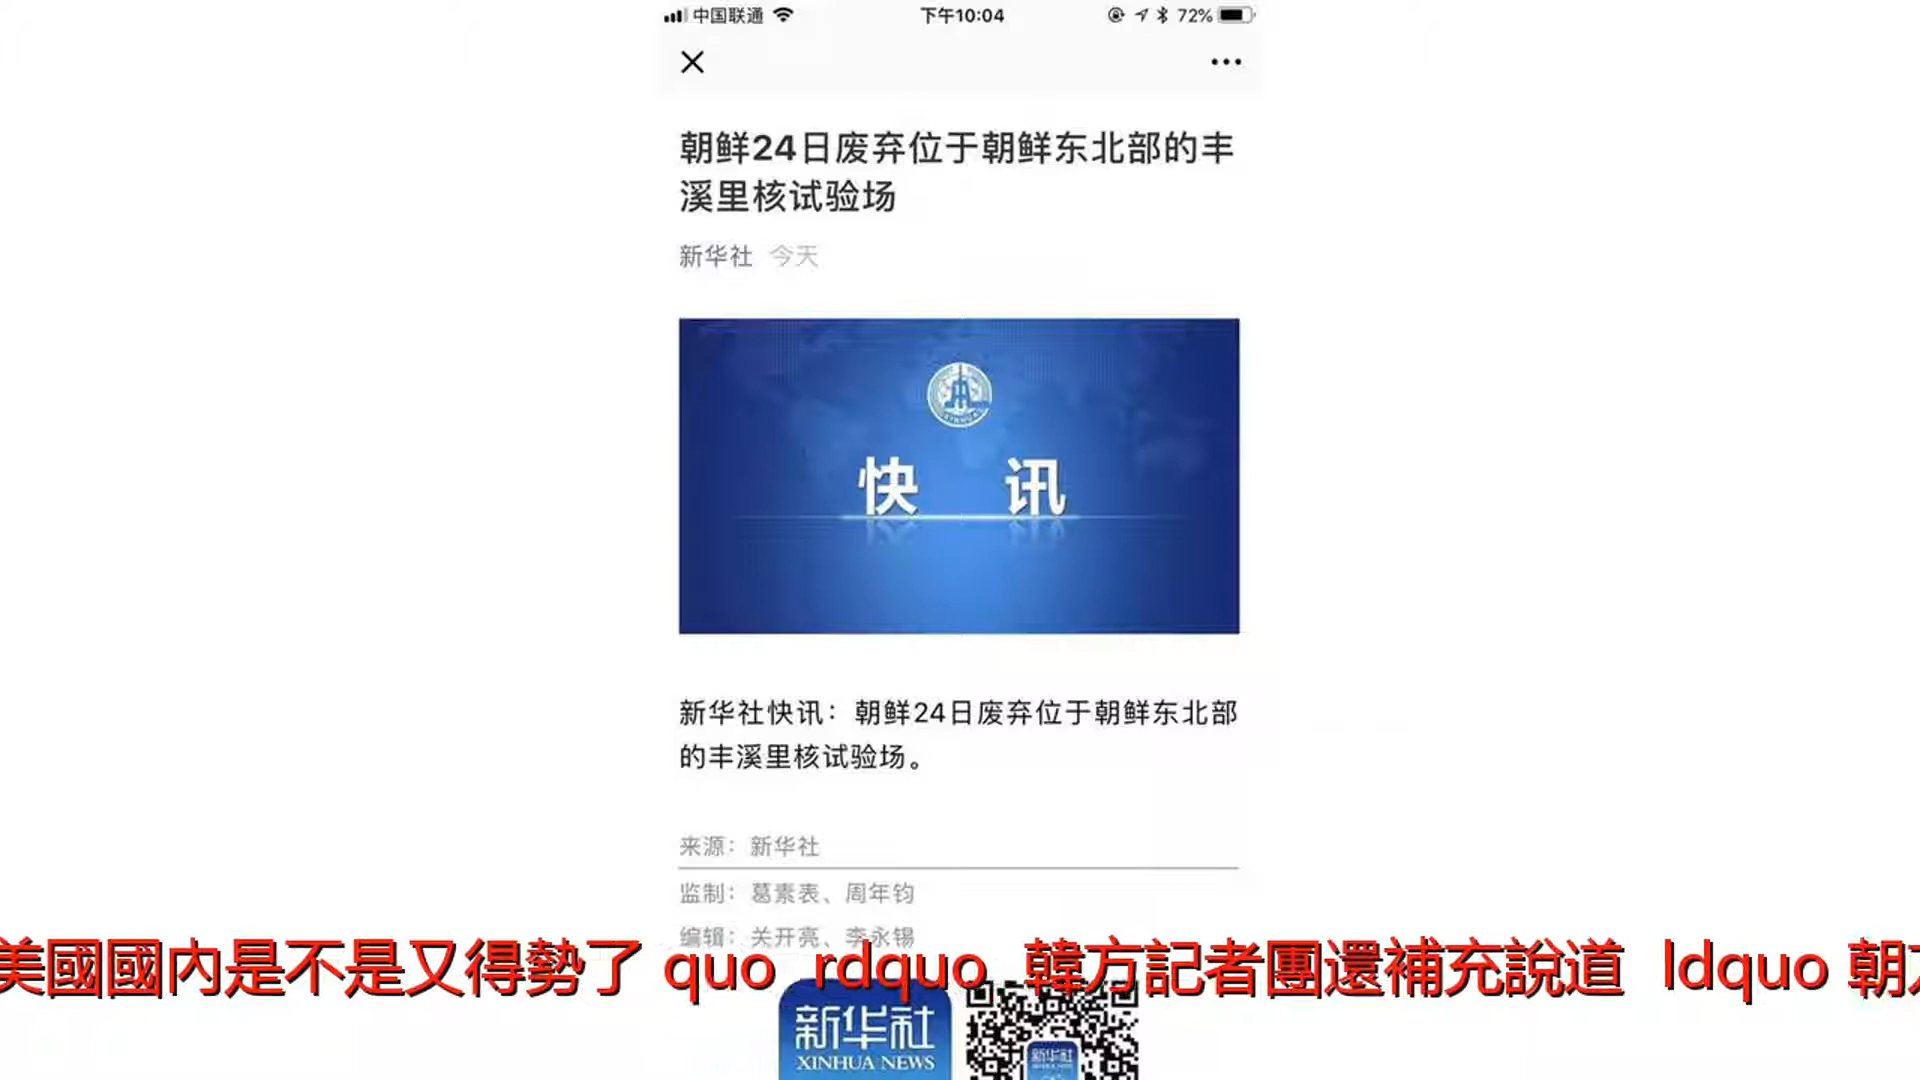 中国联通 下午10:04 72%
朝鲜24日废弃位于朝鲜东北部的丰
溪里核试验场
新华社 今天
快 讯
新华社快讯：朝鲜24日废弃位于朝鲜东北部
的丰溪里核试验场。
来源：新华社
监制：葛素表、周年钧
编辑：关开亮、李永锡
美國國內是不是又得勢了 quo rdquo 韓方記者團還補充說道 ldquo 朝
新华社
XINHUA NEWS
新华社